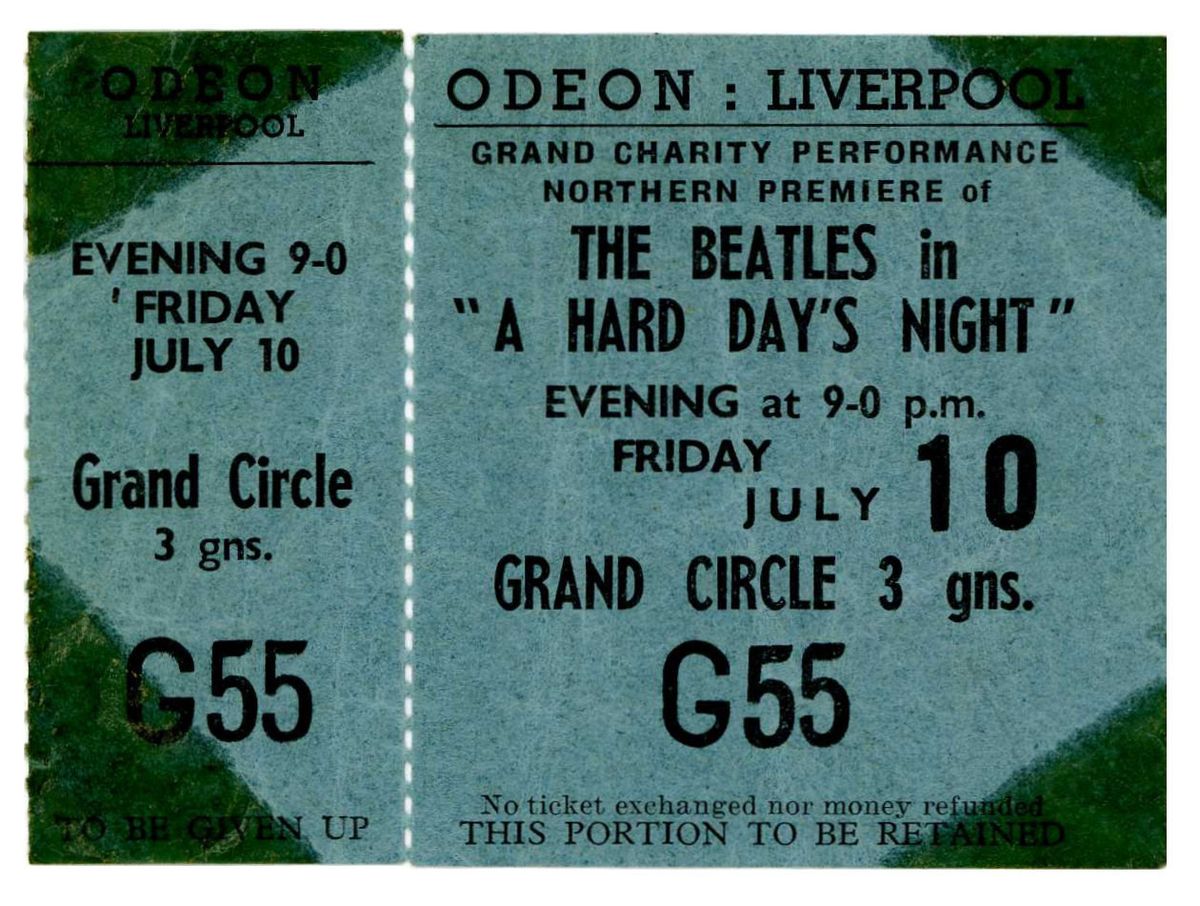 ODEON
LIVERPOOL
EVENING 9-0
' FRIDAY
JULY 10
Grand Circle
3 gns.
G55
TO BE GIVEN UP
ODEON : LIVERPOOL
GRAND CHARITY PERFORMANCE
NORTHERN PREMIERE of
THE BEATLES in
"A HARD DAY'S NIGHT"
EVENING at 9-0 p.m.
FRIDAY
JULY 10
GRAND CIRCLE 3 gns.
G55
No ticket exchanged nor money refunded
THIS PORTION TO BE RETAINED